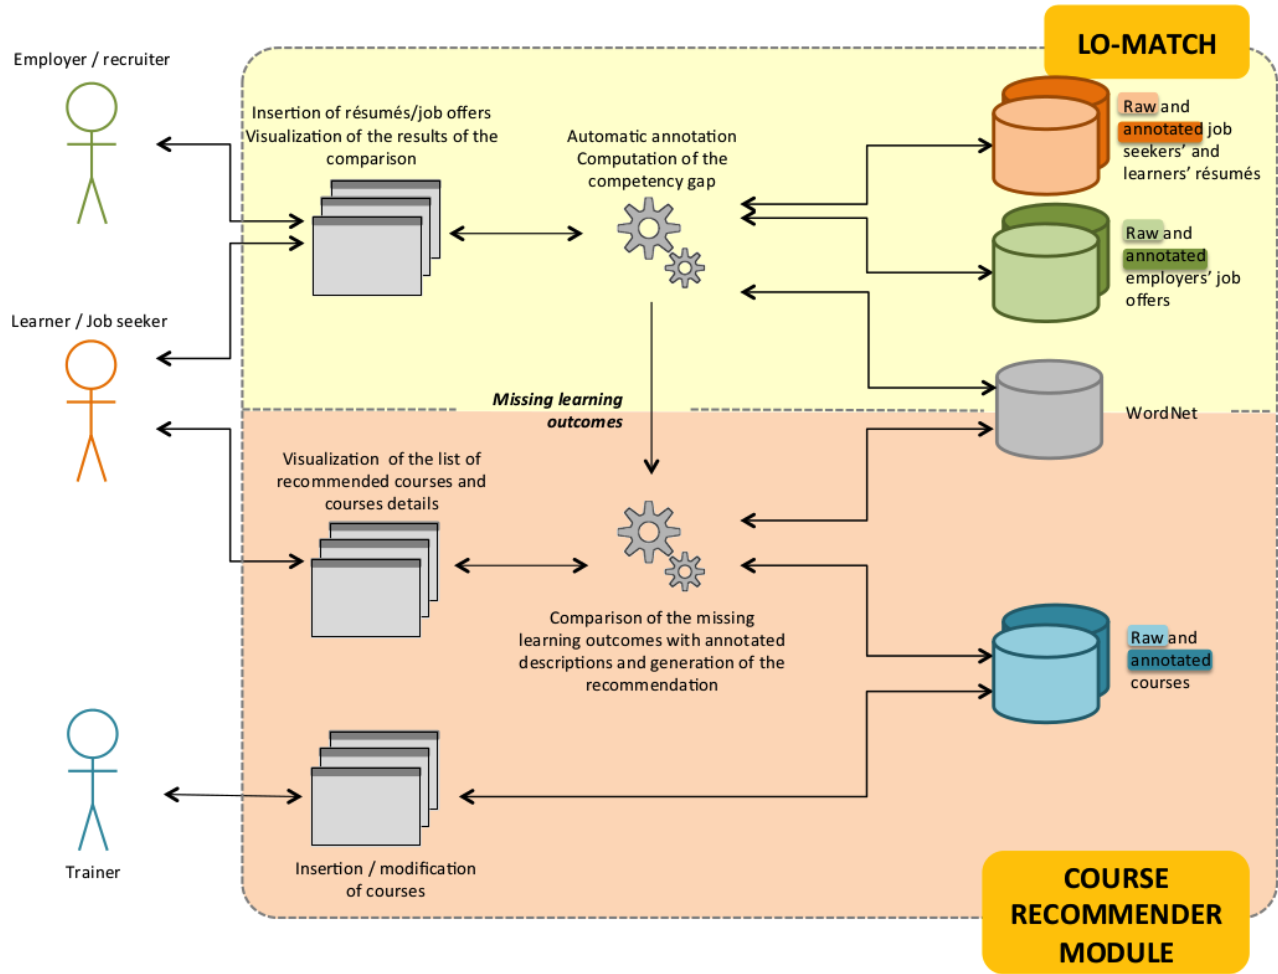 LO-MATCH
Employer / recruiter
Insertion of résumés/job offers
Visualization of the results of the
comparison
Automatic annotation
Computation of the
competency gap
Raw and
annotated job
seekers' and
learners' résumés
Raw and
annotated
employers' job
offers
Learner / Job seeker
Missing learning
outcomes
WordNet
Visualization of the list of
recommended courses and
courses details
Comparison of the missing
learning outcomes with annotated
descriptions and generation of the
recommendation
Raw and
annotated
courses
Trainer
Insertion / modification
of courses
COURSE
RECOMMENDER
MODULE